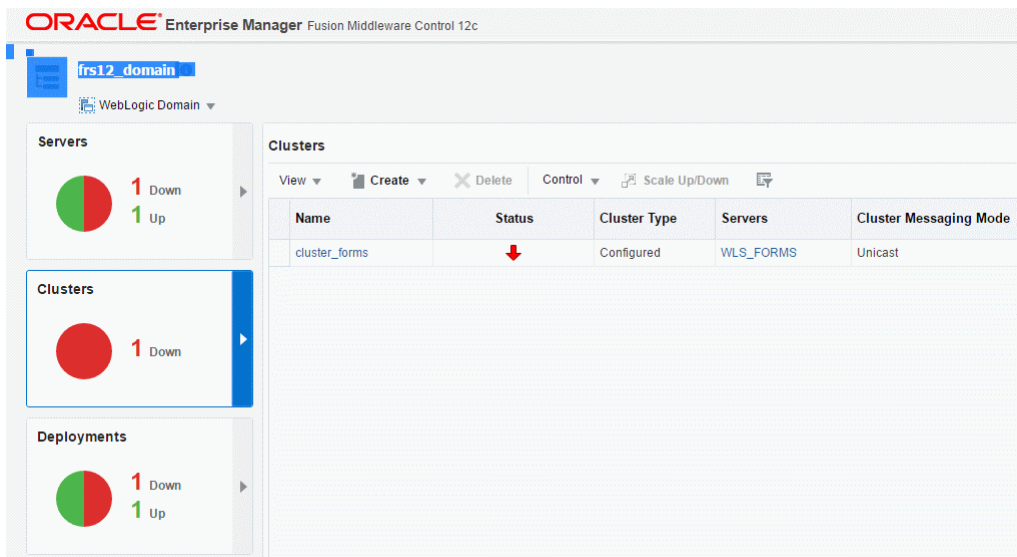 ORACLE® Enterprise Manager Fusion Middleware Control 12c
frs12_domain
WebLogic Domain
Servers
1 Down
1 Up
Clusters
1 Down
Deployments
1 Down
1 Up
Clusters
View Create Delete Control Scale Up/Down
Name Status Cluster Type Servers Cluster Messaging Mode
cluster_forms Configured WLS_FORMS Unicast